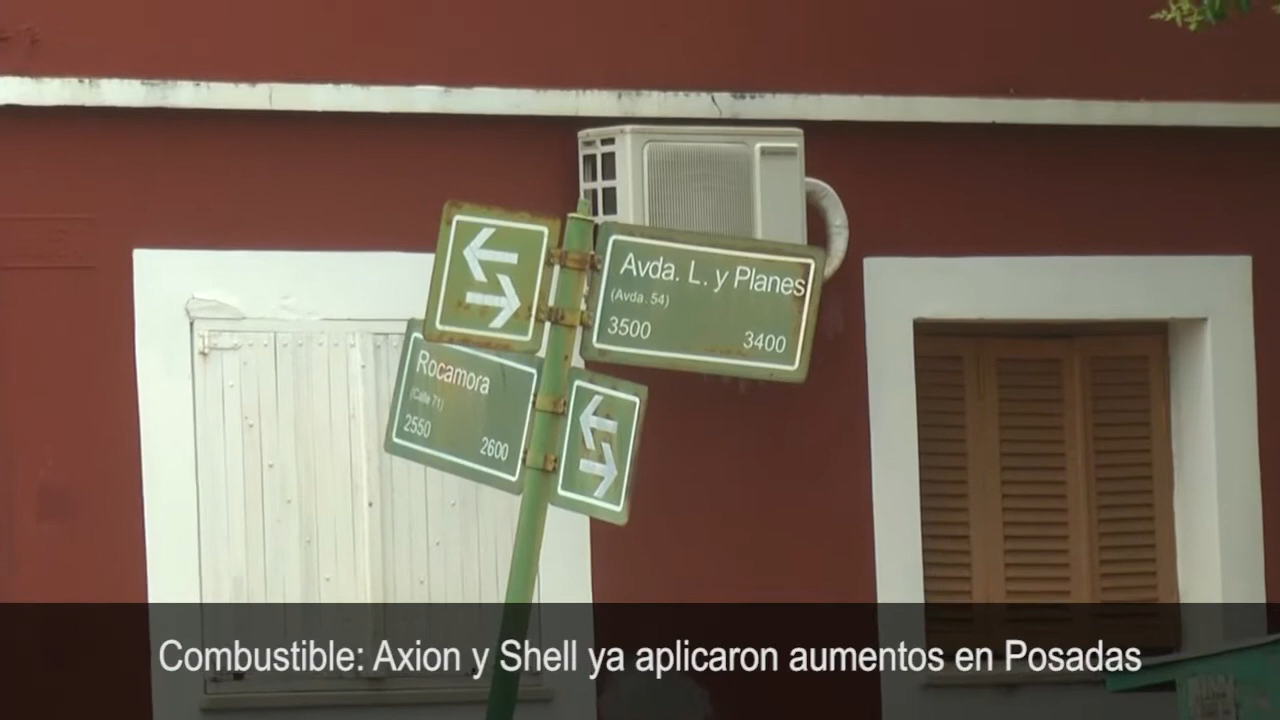 Avda. L. y Planes
(Avda. 54)
3500 3400
Rocamora
(Calle 71)
2550 2600
Combustible: Axion y Shell ya aplicaron aumentos en Posadas